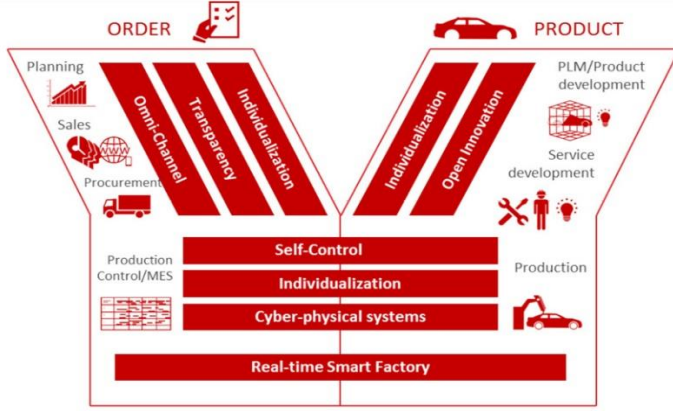 ORDER
PRODUCT
Planning
Sales
Procurement
Omni-Channel
Transparency
Individualization
Individualization
Open Innovation
PLM/Product
development
Service
development
Production
Control/MES
Self-Control
Individualization
Cyber-physical systems
Production
Real-time Smart Factory